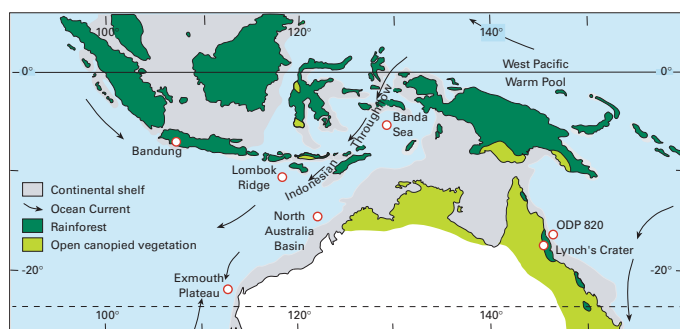 100°
120°
140°
0°
140°
West Pacific
Warm Pool
0°
Throughflow
Banda
Sea
Bandung
Lombok
Ridge
Indonesian
Continental shelf
Ocean Current
Rainforest
Open canopied vegetation
North
Australia
Basin
ODP 820
Lynch's Crater
−20°
Exmouth
Plateau
−20°
100°
120°
140°